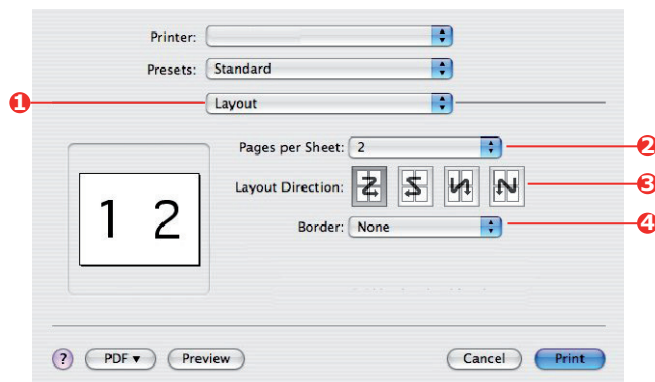 Printer:
Presets: Standard
1 Layout
Pages per Sheet: 2 2
Layout Direction: 3
Border: None 4
1 2
? PDF ▼ Preview Cancel Print